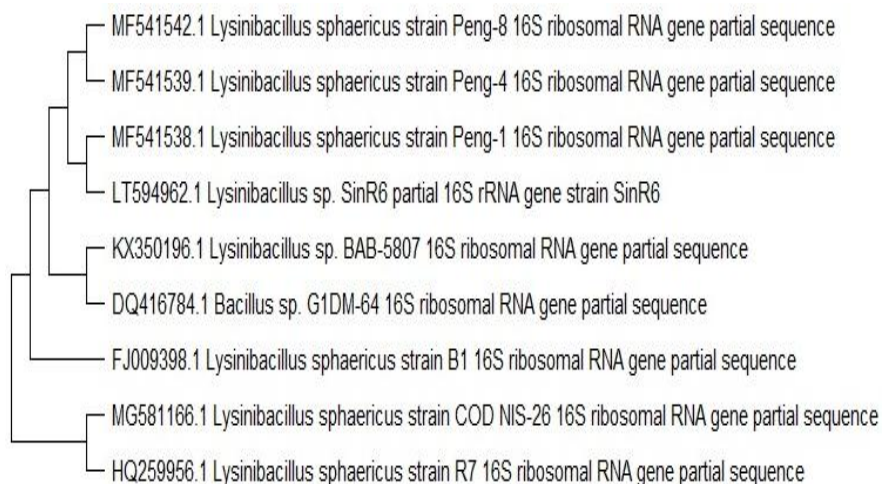 MF541542.1 Lysinibacillus sphaericus strain Peng-8 16S ribosomal RNA gene partial sequence
MF541539.1 Lysinibacillus sphaericus strain Peng-4 16S ribosomal RNA gene partial sequence
MF541538.1 Lysinibacillus sphaericus strain Peng-1 16S ribosomal RNA gene partial sequence
LT594962.1 Lysinibacillus sp. SinR6 partial 16S rRNA gene strain SinR6
KX350196.1 Lysinibacillus sp. BAB-5807 16S ribosomal RNA gene partial sequence
DQ416784.1 Bacillus sp. G1DM-64 16S ribosomal RNA gene partial sequence
FJ009398.1 Lysinibacillus sphaericus strain B1 16S ribosomal RNA gene partial sequence
MG581166.1 Lysinibacillus sphaericus strain COD NIS-26 16S ribosomal RNA gene partial sequence
HQ259956.1 Lysinibacillus sphaericus strain R7 16S ribosomal RNA gene partial sequence